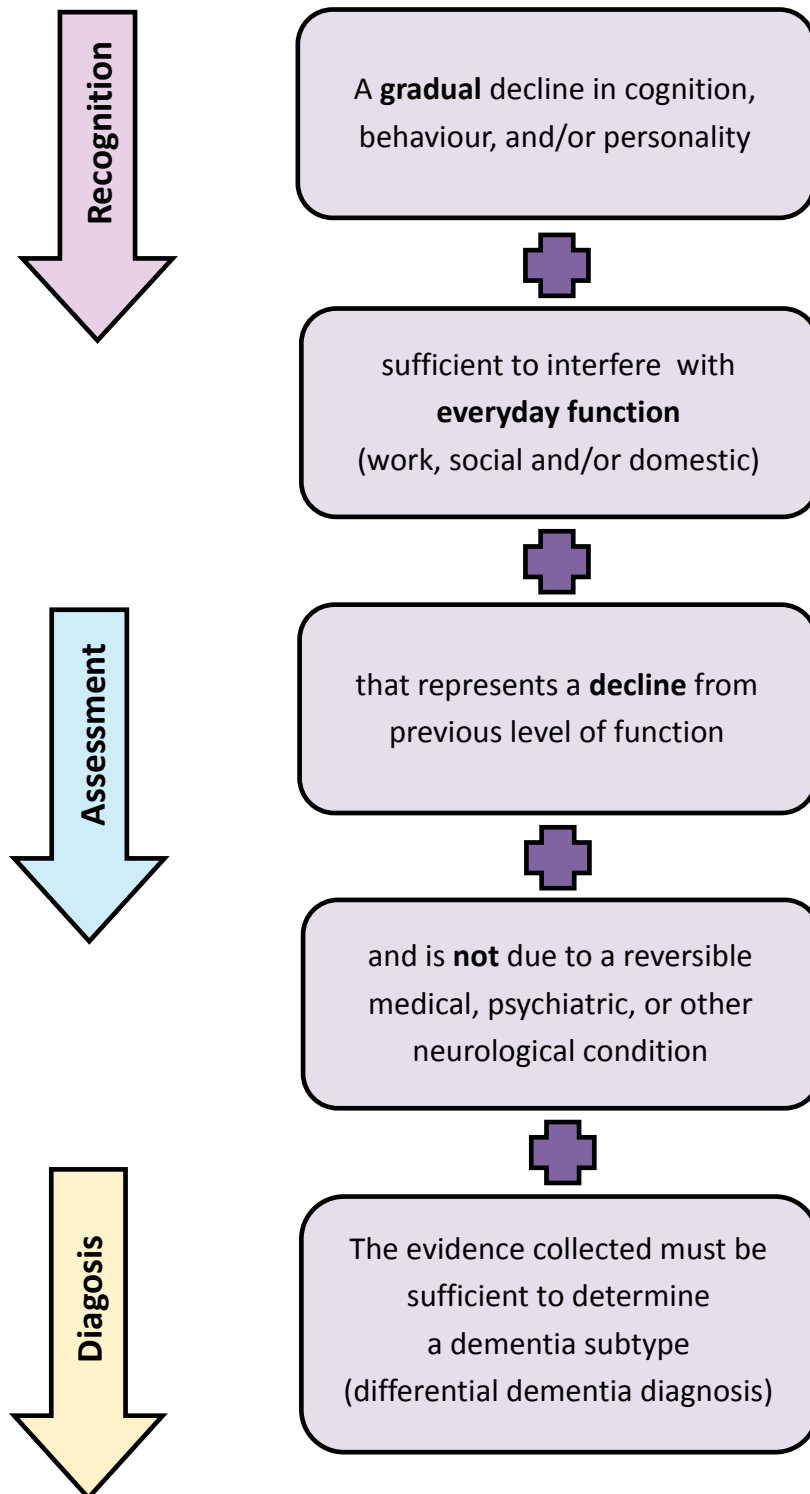 Recognition
A gradual decline in cognition,
behaviour, and/or personality
sufficient to interfere  with
everyday function
(work, social and/or domestic)
Assessment
that represents a decline from
previous level of function
and is not due to a reversible
medical, psychiatric, or other
neurological condition
Diagosis
The evidence collected must be
sufficient to determine
a dementia subtype
(differential dementia diagnosis)